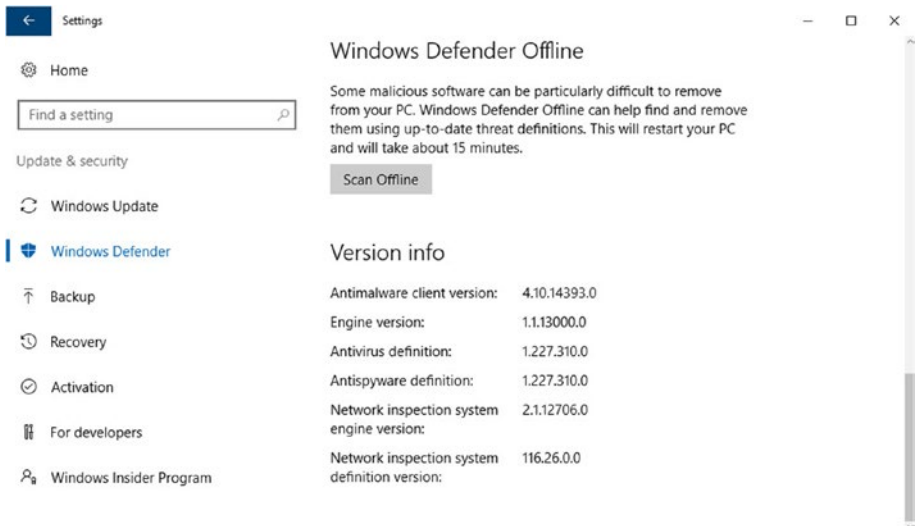 Settings
Home
Find a setting
Update & security
Windows Update
Windows Defender
Backup
Recovery
Activation
For developers
Windows Insider Program
Windows Defender Offline
Some malicious software can be particularly difficult to remove
from your PC. Windows Defender Offline can help find and remove
them using up-to-date threat definitions. This will restart your PC
and will take about 15 minutes.
Scan Offline
Version info
Antimalware client version: 4.10.14393.0
Engine version: 1.1.13000.0
Antivirus definition: 1.227.310.0
Antispyware definition: 1.227.310.0
Network inspection system 2.1.12706.0
engine version:
Network inspection system 116.26.0.0
definition version: